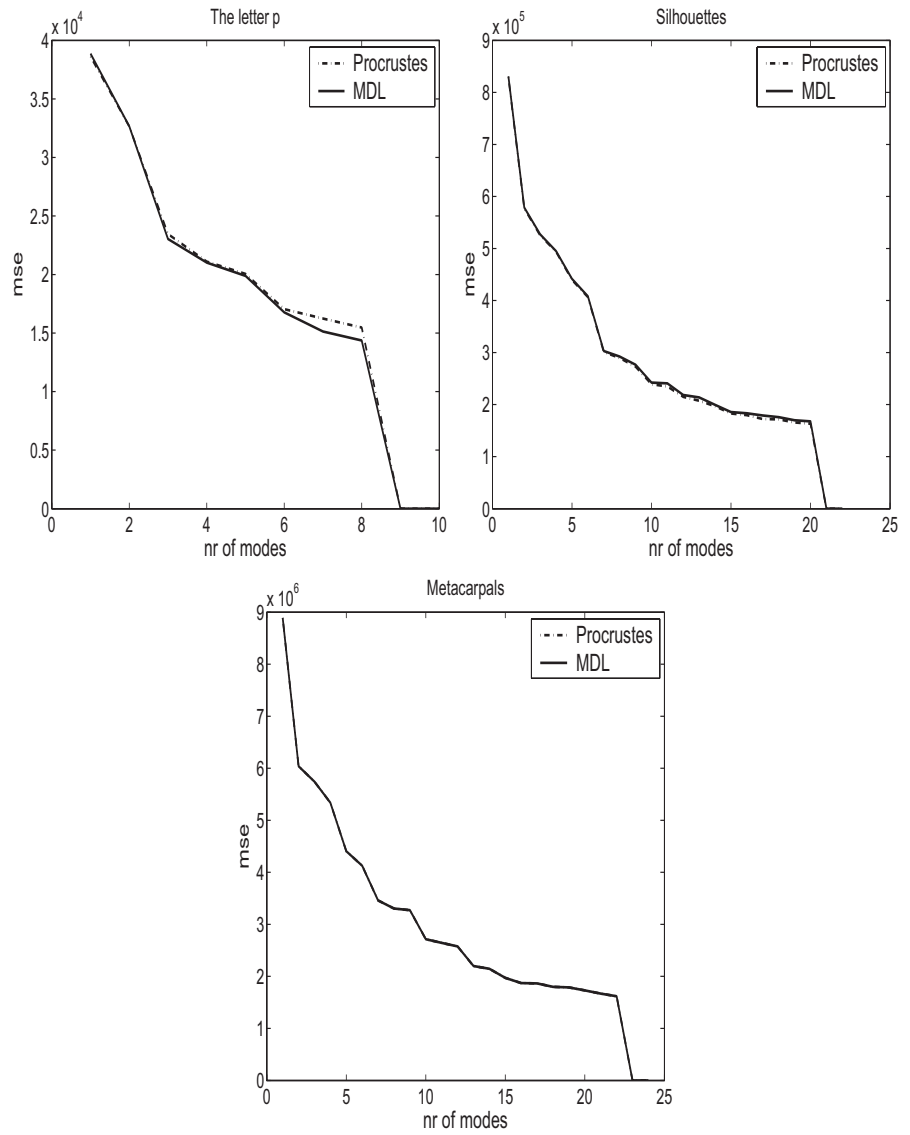 The letter p
x 10^4
4
3.5
3
2.5
2
1.5
1
0.5
0
0 2 4 6 8 10
mse
nr of modes
Procrustes
MDL
Silhouettes
x 10^5
9
8
7
6
5
4
3
2
1
0
0 5 10 15 20 25
mse
nr of modes
Procrustes
MDL
Metacarpals
x 10^6
9
8
7
6
5
4
3
2
1
0
0 5 10 15 20 25
mse
nr of modes
Procrustes
MDL